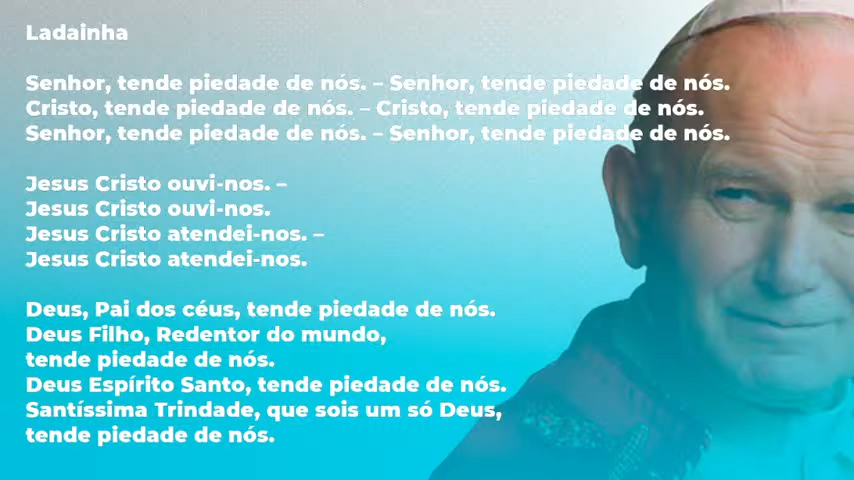 Ladainha
Senhor, tende piedade de nós. – Senhor, tende piedade de nós.
Cristo, tende piedade de nós. – Cristo, tende piedade de nós.
Senhor, tende piedade de nós. – Senhor, tende piedade de nós.
Jesus Cristo ouvi-nos. –
Jesus Cristo ouvi-nos.
Jesus Cristo atendei-nos. –
Jesus Cristo atendei-nos.
Deus, Pai dos céus, tende piedade de nós.
Deus Filho, Redentor do mundo,
tende piedade de nós.
Deus Espírito Santo, tende piedade de nós.
Santíssima Trindade, que sois um só Deus,
tende piedade de nós.